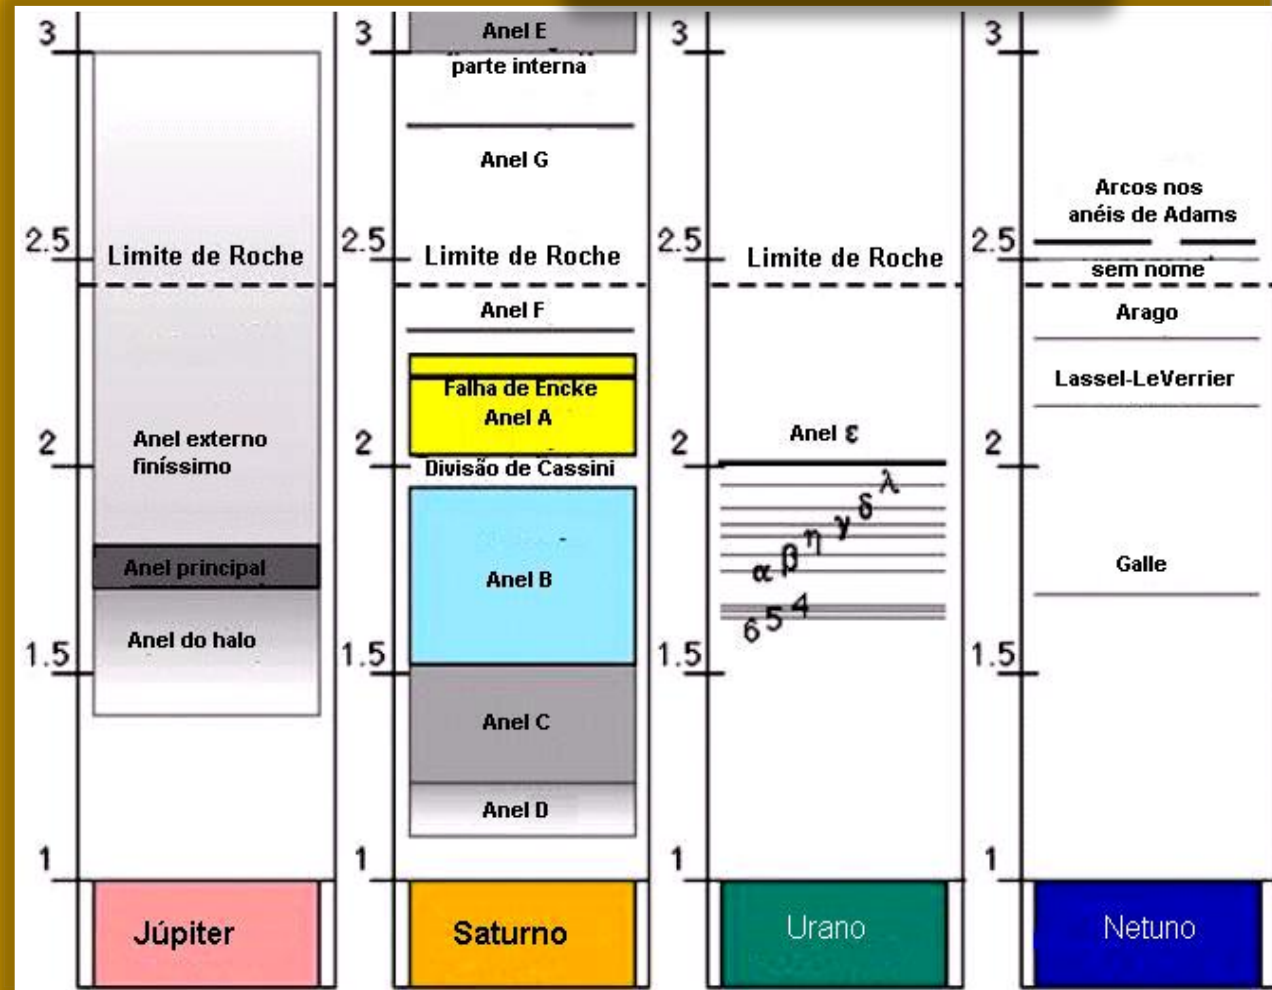 3
2.5
2
1.5
1
Limite de Roche
Anel externo
finíssimo
Anel principal
Anel do halo
Júpiter
3
2.5
2
1.5
1
Anel E
parte interna
Anel G
Limite de Roche
Anel F
Falha de Encke
Anel A
Divisão de Cassini
Anel B
Anel C
Anel D
Saturno
3
2.5
2
1.5
1
Limite de Roche
Anel ε
λ
δ
γ
η
β
α
4
5
6
Urano
3
2.5
2
1.5
1
Arcos nos
anéis de Adams
sem nome
Arago
Lassel-LeVerrier
Galle
Netuno